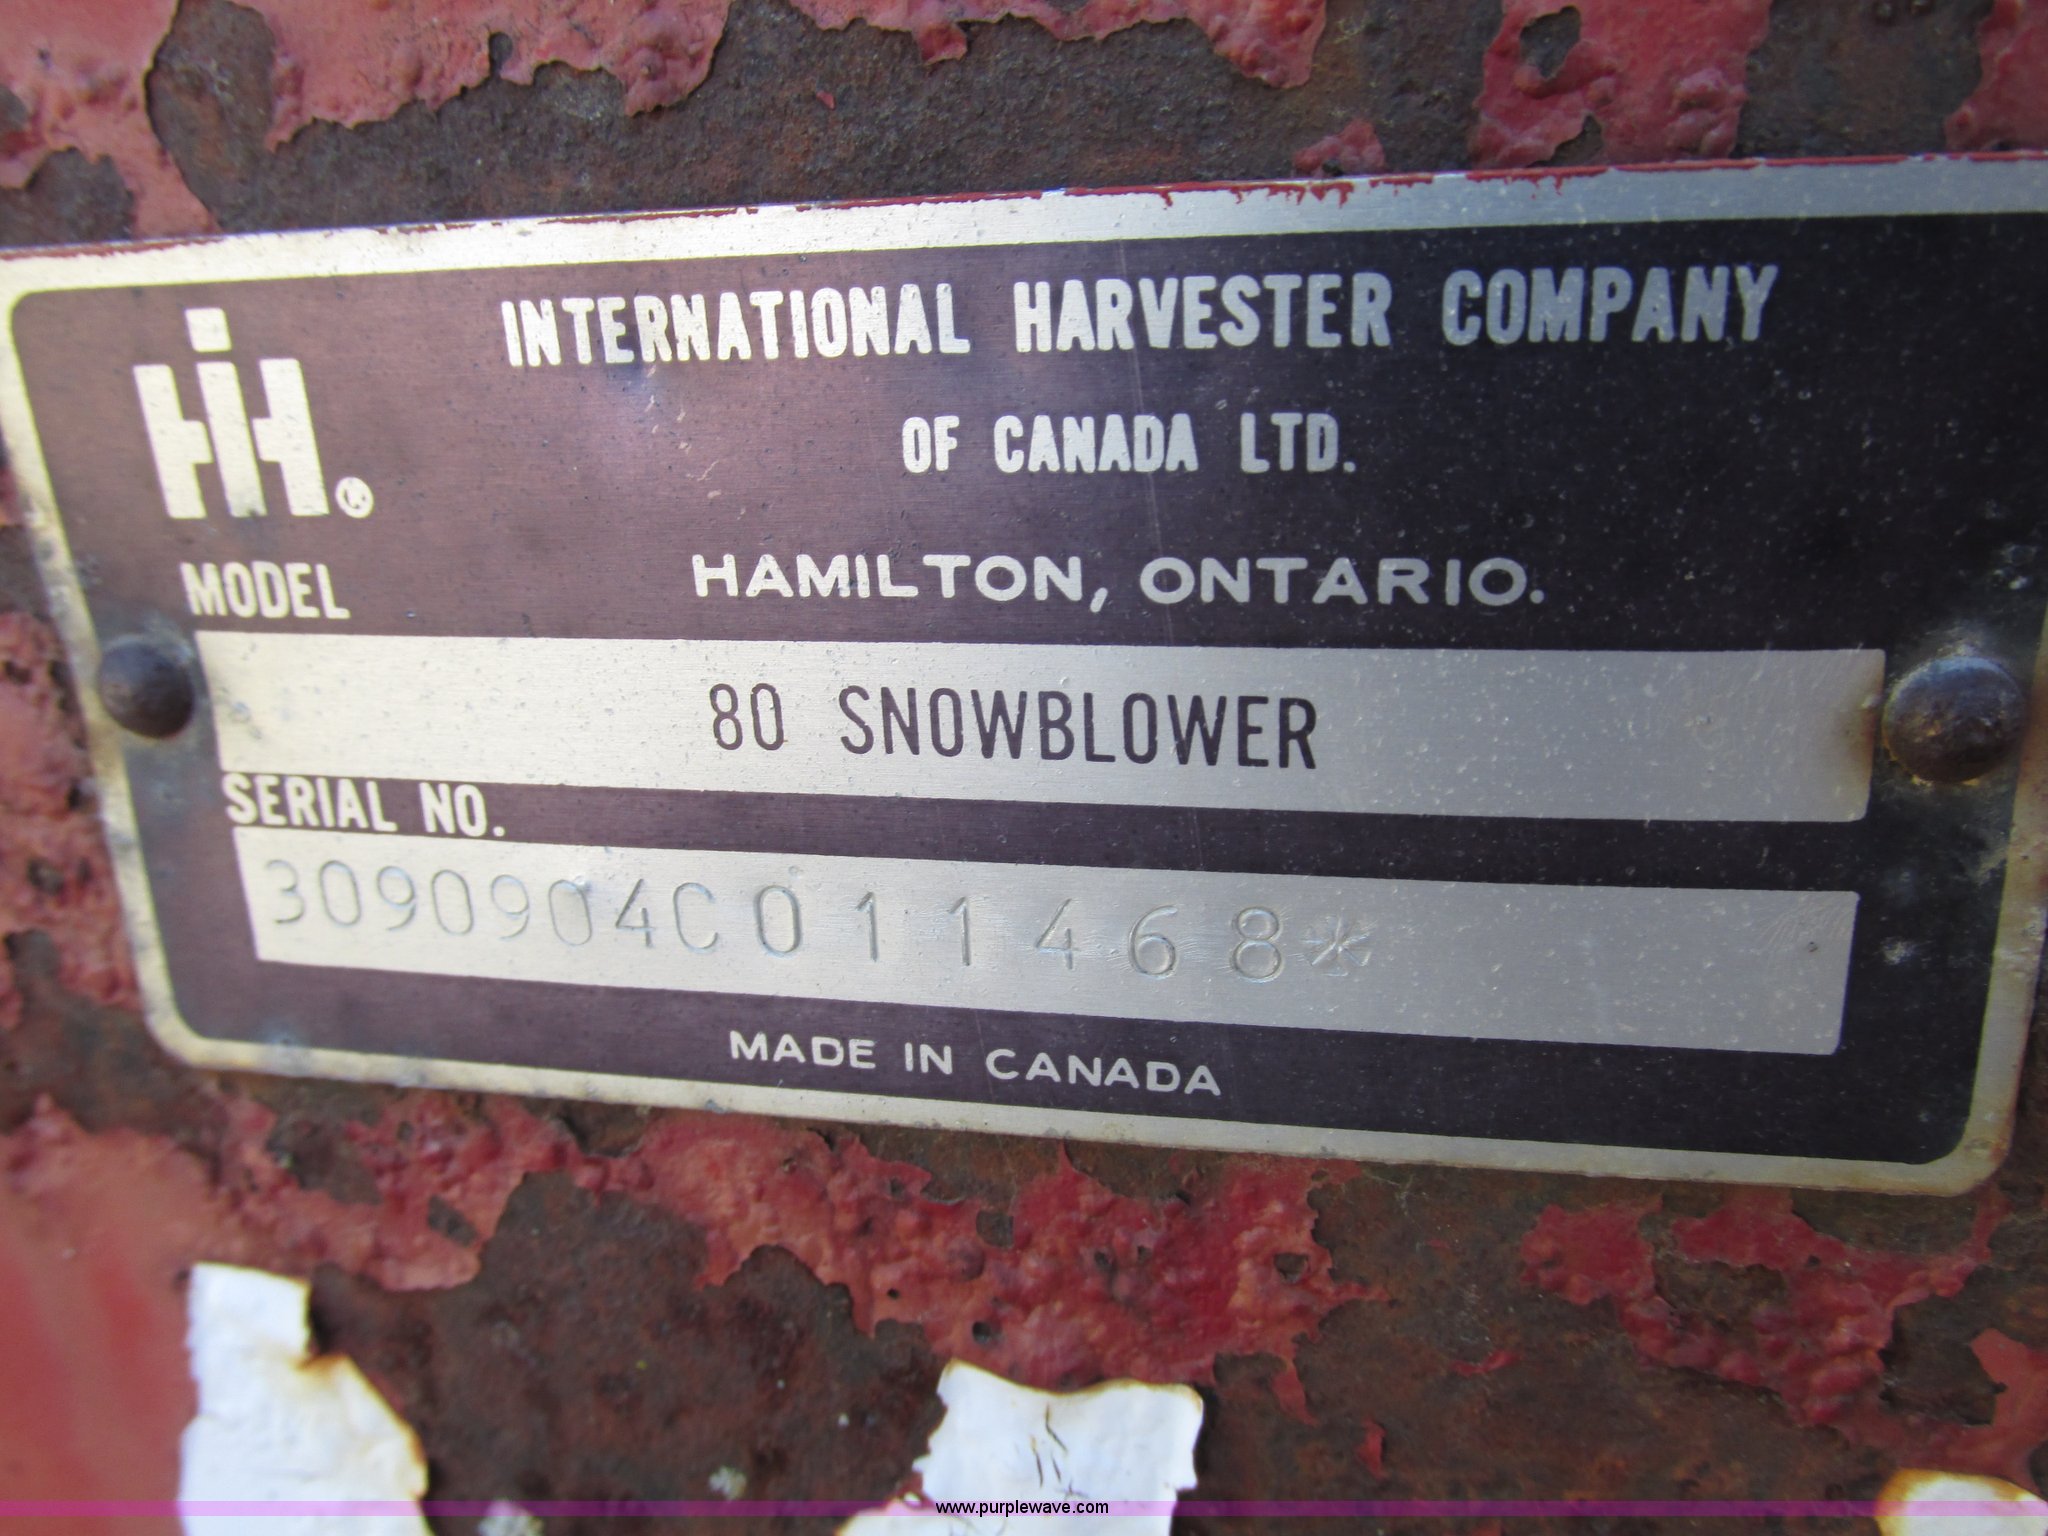 INTERNATIONAL HARVESTER COMPANY
OF CANADA LTD.
IH®
HAMILTON, ONTARIO.
MODEL
80 SNOWBLOWER
SERIAL NO.
3090904C011468*
MADE IN CANADA
www.purplewave.com